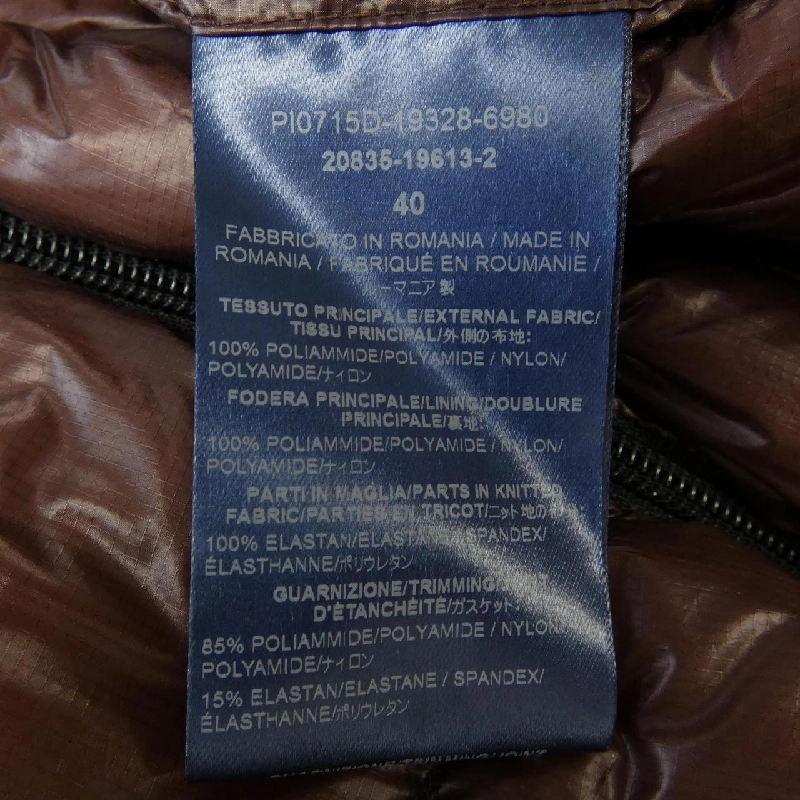 PI0715D-19328-6980
20835-19613-2
40
FABBRICATO IN ROMANIA / MADE IN
ROMANIA / FABRIQUÉ EN ROUMANIE /
ーマニア製
TESSUTO PRINCIPALE/EXTERNAL FABRIC/
TISSU PRINCIPAL/外側の布地:
100% POLIAMMIDE/POLYAMIDE / NYLON/
POLYAMIDE/ナイロン
FODERA PRINCIPALE/LINING/DOUBLURE
PRINCIPALE/裏地:
100% POLIAMMIDE/POLYAMIDE / NYLON/
POLYAMIDE/ナイロン
PARTI IN MAGLIA/PARTS IN KNITTED
FABRIC/PARTIES EN TRICOT/ニット地の
100% ELASTAN/ELASTANE / SPANDEX/
ÉLASTHANNE/ポリウレタン
GUARNIZIONE/TRIMMING/
D'ÉTANCHÉITÉ/ガスケット:
85% POLIAMMIDE/POLYAMIDE / NYLON/
POLYAMIDE/ナイロン
15% ELASTAN/ELASTANE / SPANDEX/
ÉLASTHANNE/ポリウレタン